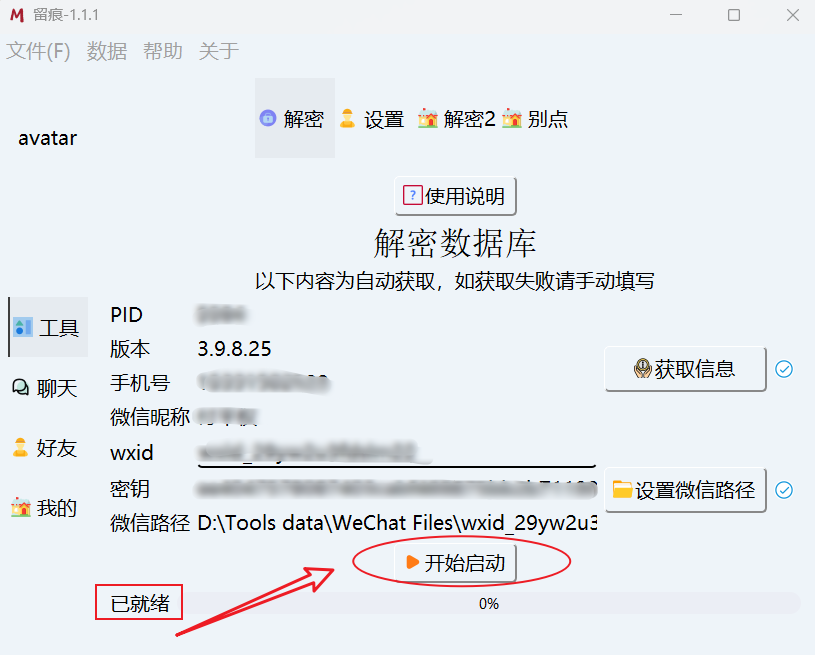 留痕-1.1.1
文件(F) 数据 帮助 关于
解密 设置 解密2 别点
avatar
使用说明
解密数据库
以下内容为自动获取，如获取失败请手动填写
工具
聊天
好友
我的
PID
版本 3.9.8.25
手机号
微信昵称
wxid
密钥
微信路径 D:\Tools data\WeChat Files\wxid_29yw2u3
获取信息
设置微信路径
开始启动
已就绪
0%